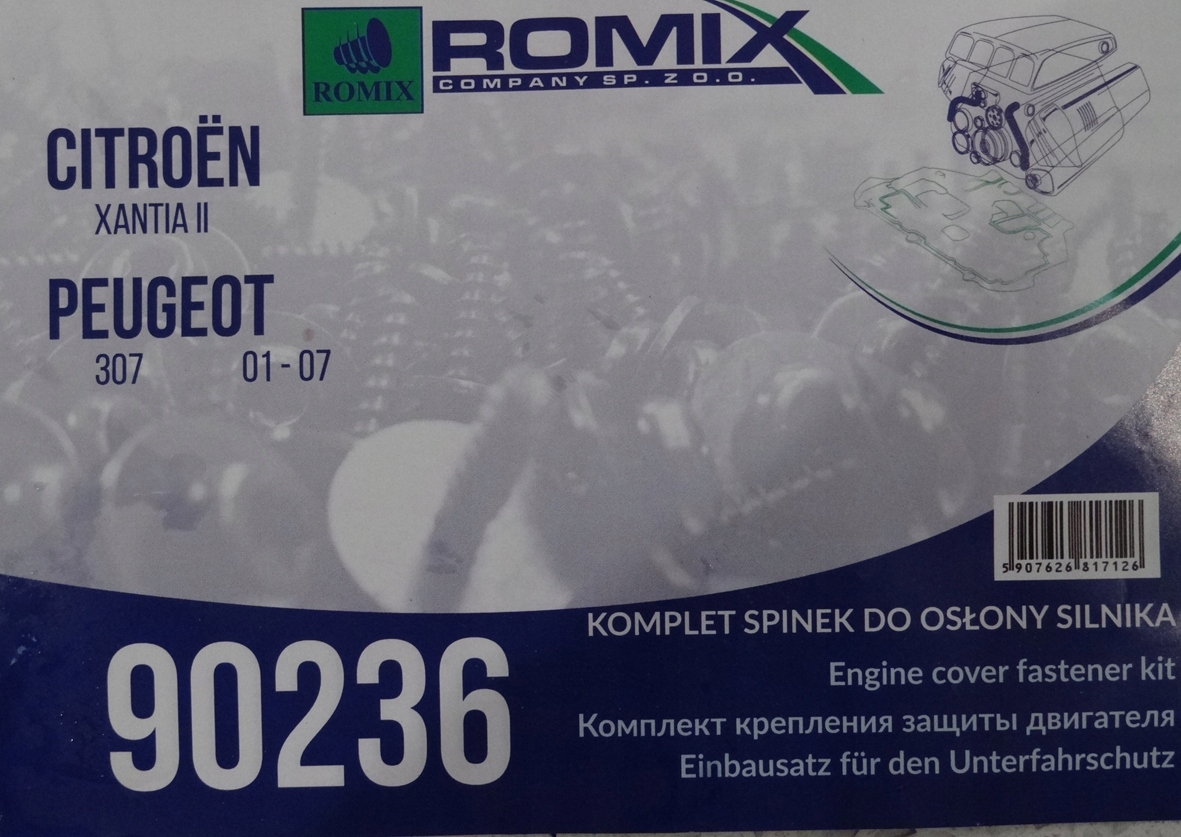 ROMIX
ROMIX
COMPANY SP. Z O.O.
CITROËN
XANTIA II
PEUGEOT
307 01 - 07
5 907626 817126
KOMPLET SPINEK DO OSŁONY SILNIKA
90236
Engine cover fastener kit
Комплект крепления защиты двигателя
Einbausatz für den Unterfahrschutz